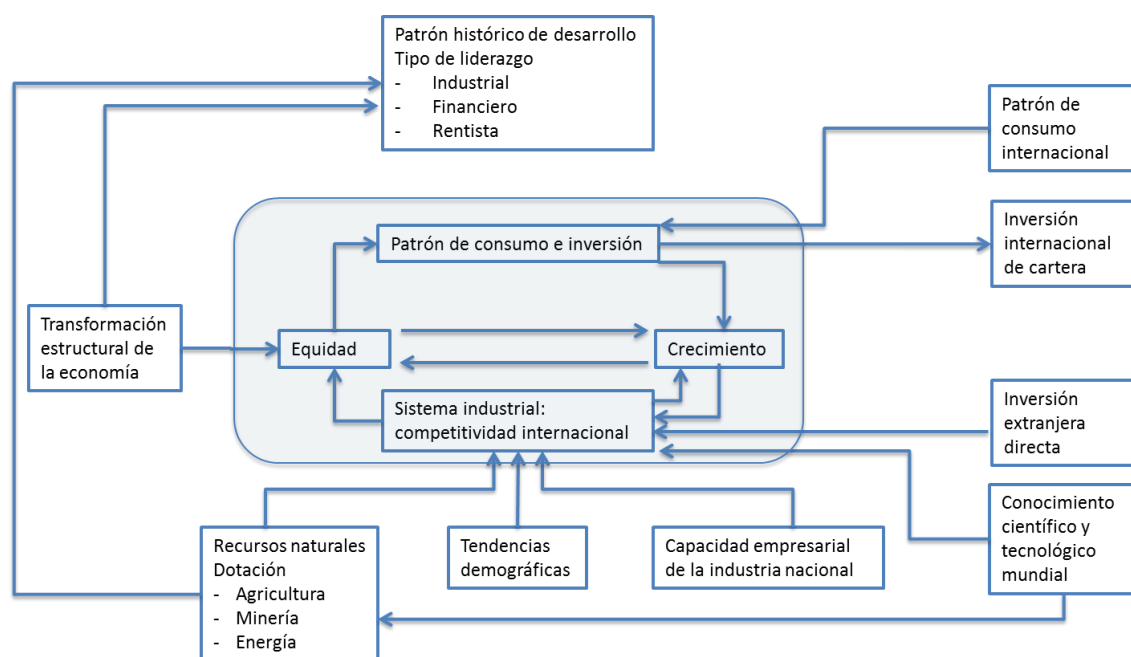 Patrón histórico de desarrollo
Tipo de liderazgo
- Industrial
- Financiero
- Rentista
Patrón de
consumo
internacional
Patrón de consumo e inversión
Inversión
internacional
de cartera
Transformación
estructural de
la economía
Equidad
Crecimiento
Sistema industrial:
competitividad internacional
Inversión
extranjera
directa
Recursos naturales
Dotación
- Agricultura
- Minería
- Energía
Tendencias
demográficas
Capacidad empresarial
de la industria nacional
Conocimiento
científico y
tecnológico
mundial